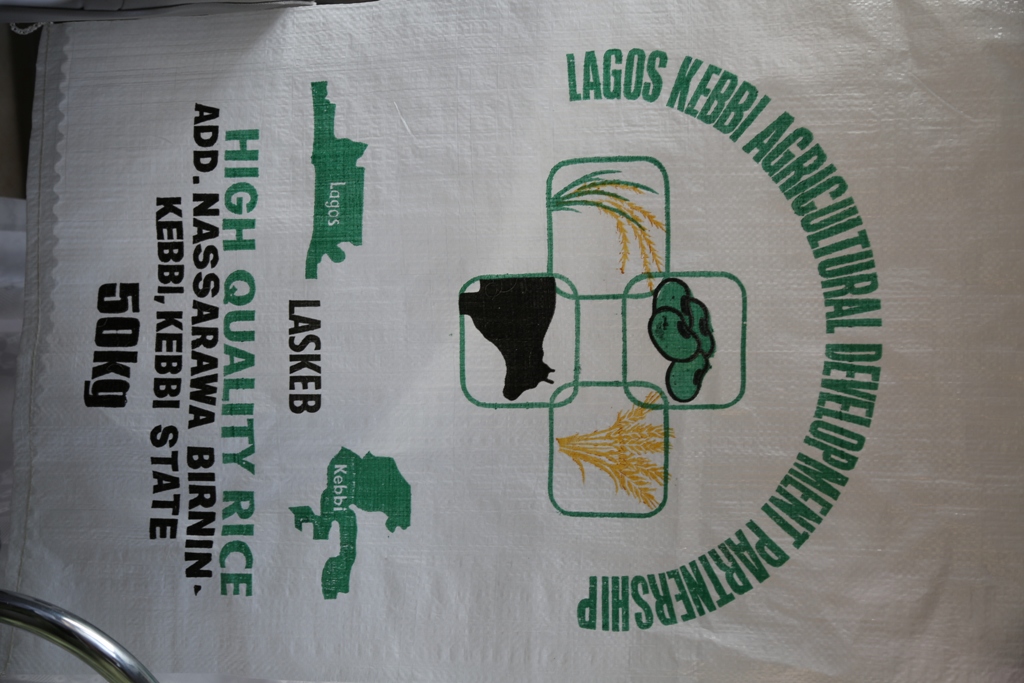 LAGOS KEBBI AGRICULTURAL DEVELOPMENT PARTNERSHIP
Lagos
LASKEB
Kebbi
HIGH QUALITY RICE
ADD. NASSARAWA BIRNIN-
KEBBI, KEBBI STATE
50kg